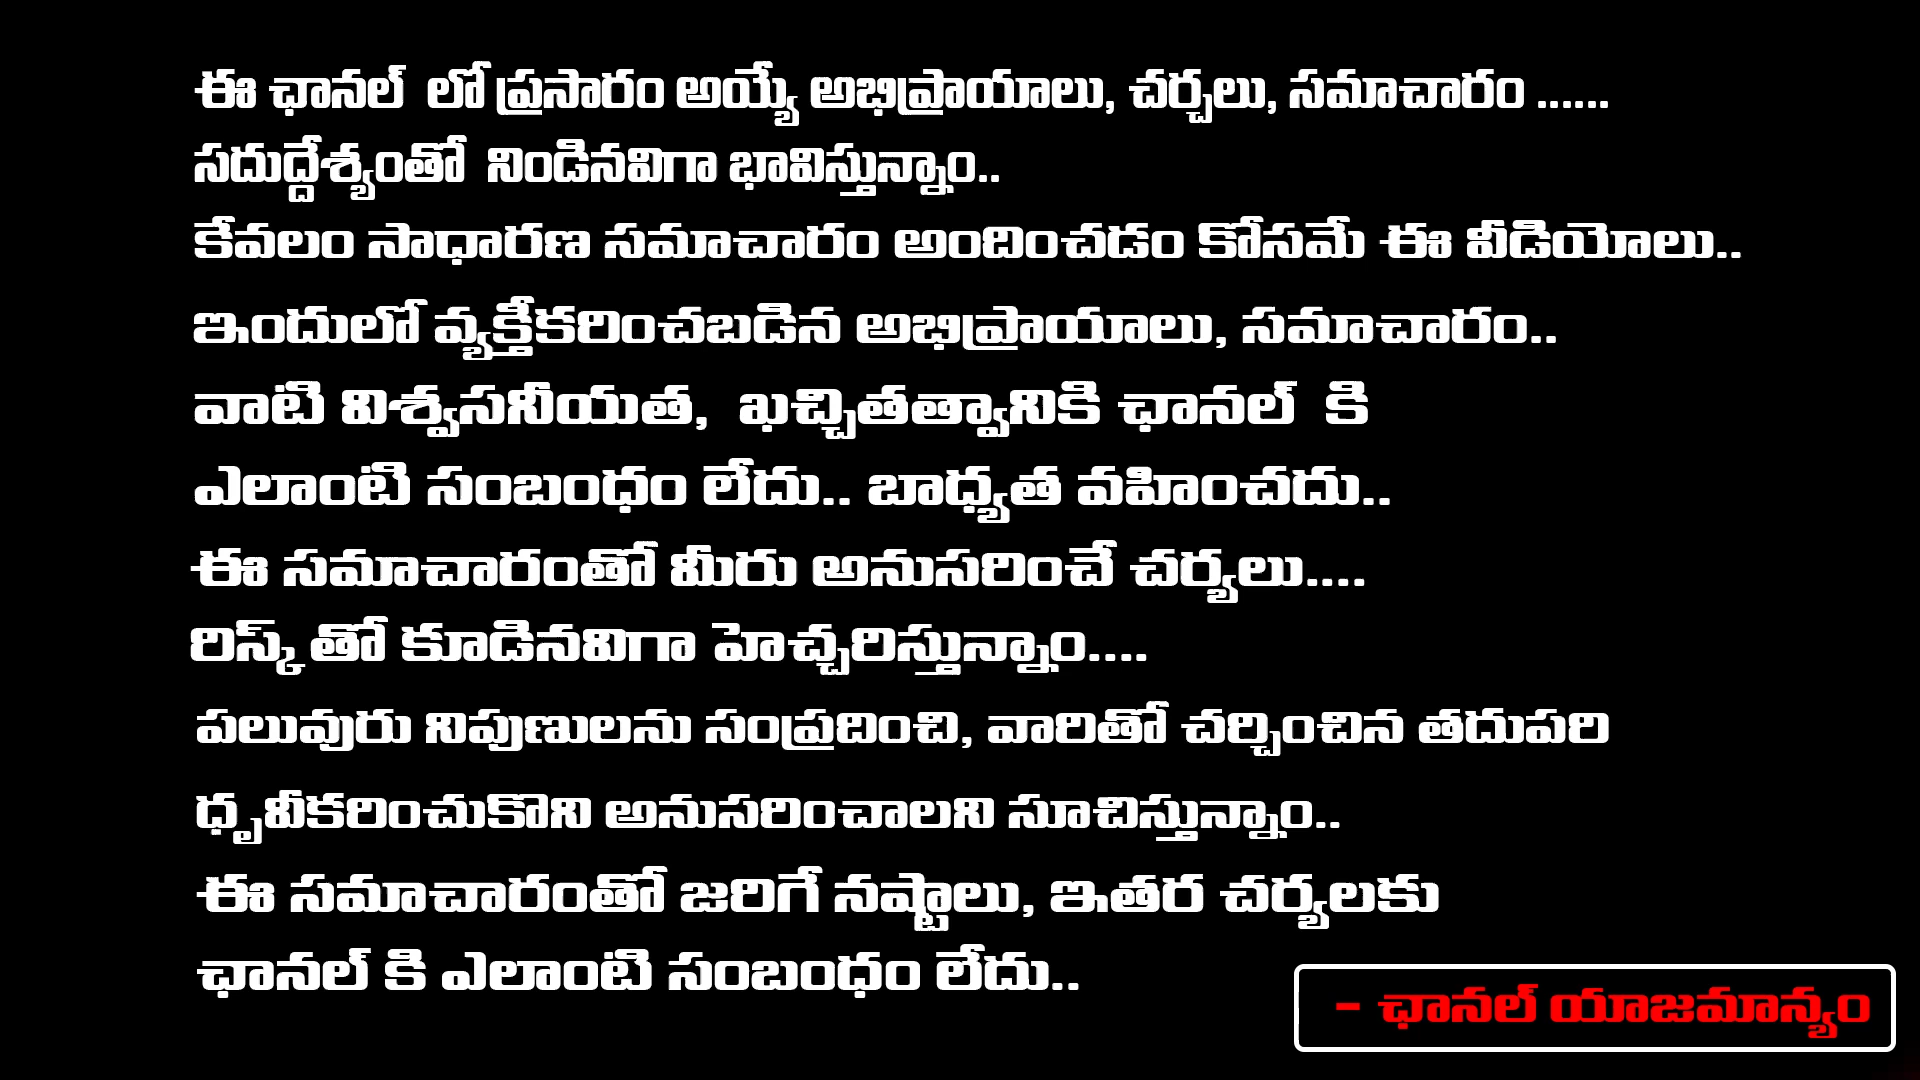 ఈ ఛానల్ లో ప్రసారం అయ్యే అభిప్రాయాలు, చర్చలు, సమాచారం ......
సదుద్దేశ్యంతో నిండినవిగా భావిస్తున్నాం..
కేవలం సాధారణ సమాచారం అందించడం కోసమే ఈ వీడియోలు..
ఇందులో వ్యక్తీకరించబడిన అభిప్రాయాలు, సమాచారం..
వాటి విశ్వసనీయత, ఖచ్చితత్వానికి ఛానల్ కి
ఎలాంటి సంబంధం లేదు.. బాధ్యత వహించదు..
ఈ సమాచారంతో మీరు అనుసరించే చర్యలు....
రిస్క్ తో కూడినవిగా హెచ్చరిస్తున్నాం....
పలువురు నిపుణులను సంప్రదించి, వారితో చర్చించిన తదుపరి
ధృవీకరించుకొని అనుసరించాలని సూచిస్తున్నాం..
ఈ సమాచారంతో జరిగే నష్టాలు, ఇతర చర్యలకు
ఛానల్ కి ఎలాంటి సంబంధం లేదు..
- ఛానల్ యాజమాన్యం